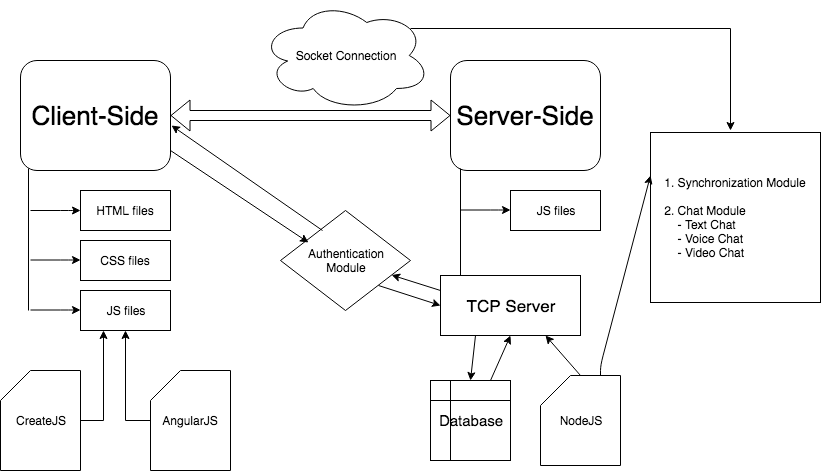 Socket Connection
Client-Side
Server-Side
1. Synchronization Module
2. Chat Module
- Text Chat
- Voice Chat
- Video Chat
HTML files
JS files
CSS files
Authentication
Module
JS files
TCP Server
CreateJS
AngularJS
Database
NodeJS